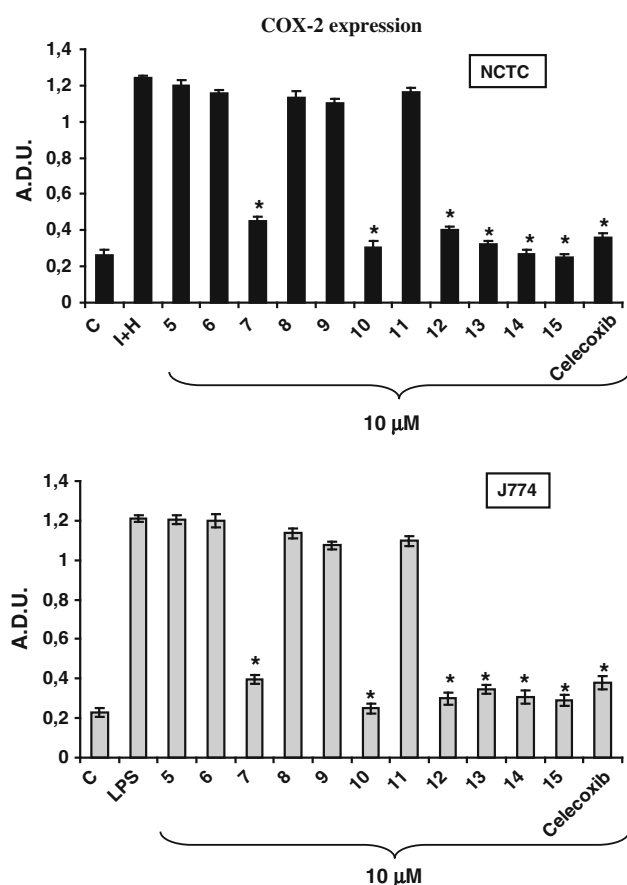 COX-2 expression
NCTC
A.D.U.
1,4
1,2
1
0,8
0,6
0,4
0,2
0
* * * * * * *
C I+H 5 6 7 8 9 10 11 12 13 14 15 Celecoxib
10 µM
J774
A.D.U.
1,4
1,2
1
0,8
0,6
0,4
0,2
0
* * * * * * *
C LPS 5 6 7 8 9 10 11 12 13 14 15 Celecoxib
10 µM